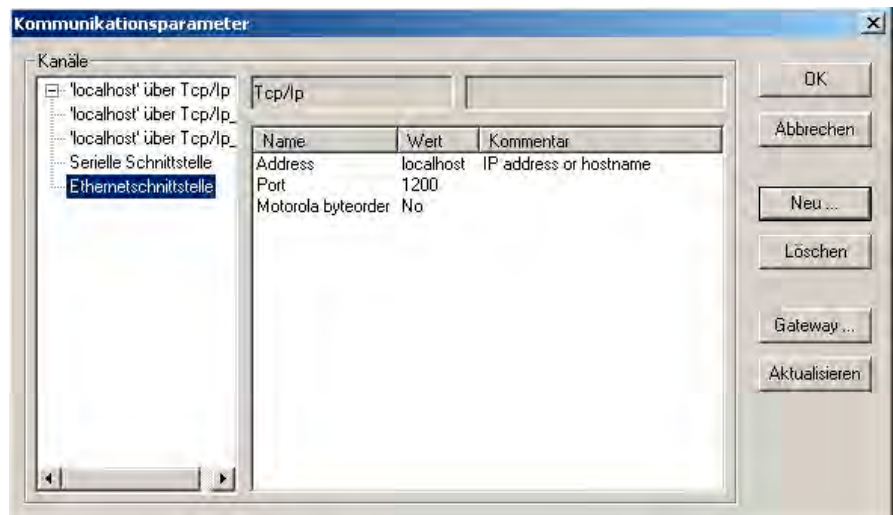 Kommunikationsparameter
Kanäle
'localhost' über Tcp/Ip
'localhost' über Tcp/Ip_
'localhost' über Tcp/Ip_
Serielle Schnittstelle
Ethernetschnittstelle
Tcp/Ip
Name Wert Kommentar
Address localhost IP address or hostname
Port 1200
Motorola byteorder No
OK
Abbrechen
Neu ...
Löschen
Gateway ...
Aktualisieren